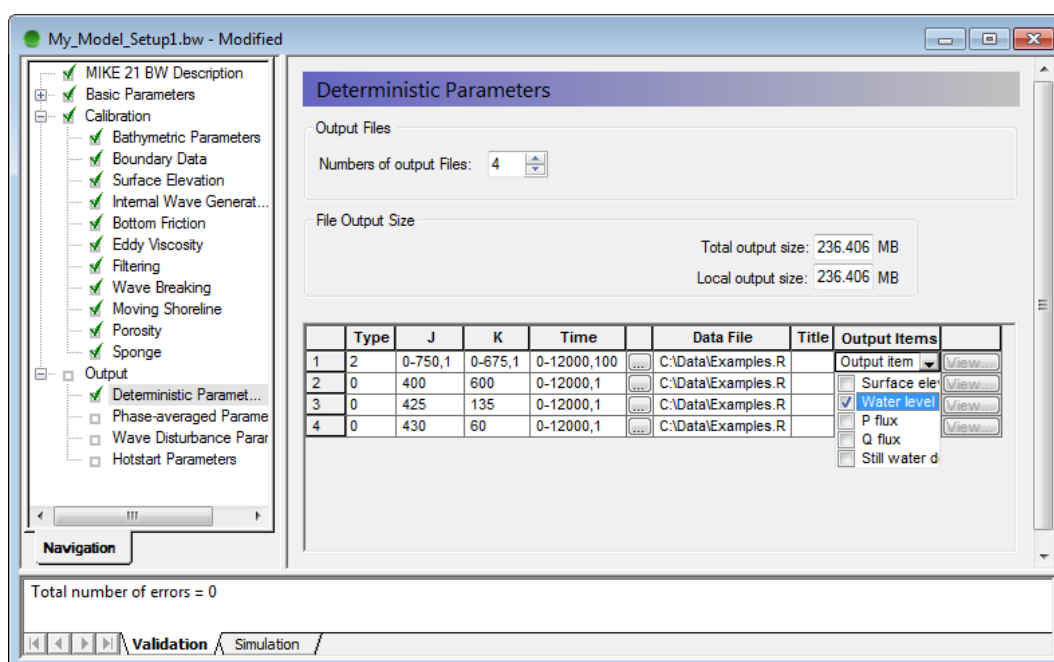 My_Model_Setup1.bw - Modified
MIKE 21 BW Description
Basic Parameters
Calibration
Bathymetric Parameters
Boundary Data
Surface Elevation
Internal Wave Generat...
Bottom Friction
Eddy Viscosity
Filtering
Wave Breaking
Moving Shoreline
Porosity
Sponge
Output
Deterministic Paramet...
Phase-averaged Parame
Wave Disturbance Parar
Hotstart Parameters
Navigation
Deterministic Parameters
Output Files
Numbers of output Files: 4
File Output Size
Total output size: 236.406 MB
Local output size: 236.406 MB
Type J K Time Data File Title Output Items
1 2 0-750,1 0-675,1 0-12000,100 ... C:\Data\Examples.R Output item View...
2 0 400 600 0-12000,1 ... C:\Data\Examples.R Surface ele
3 0 425 135 0-12000,1 ... C:\Data\Examples.R Water level View...
4 0 430 60 0-12000,1 ... C:\Data\Examples.R P flux View...
Q flux
Still water d
Total number of errors = 0
Validation Simulation